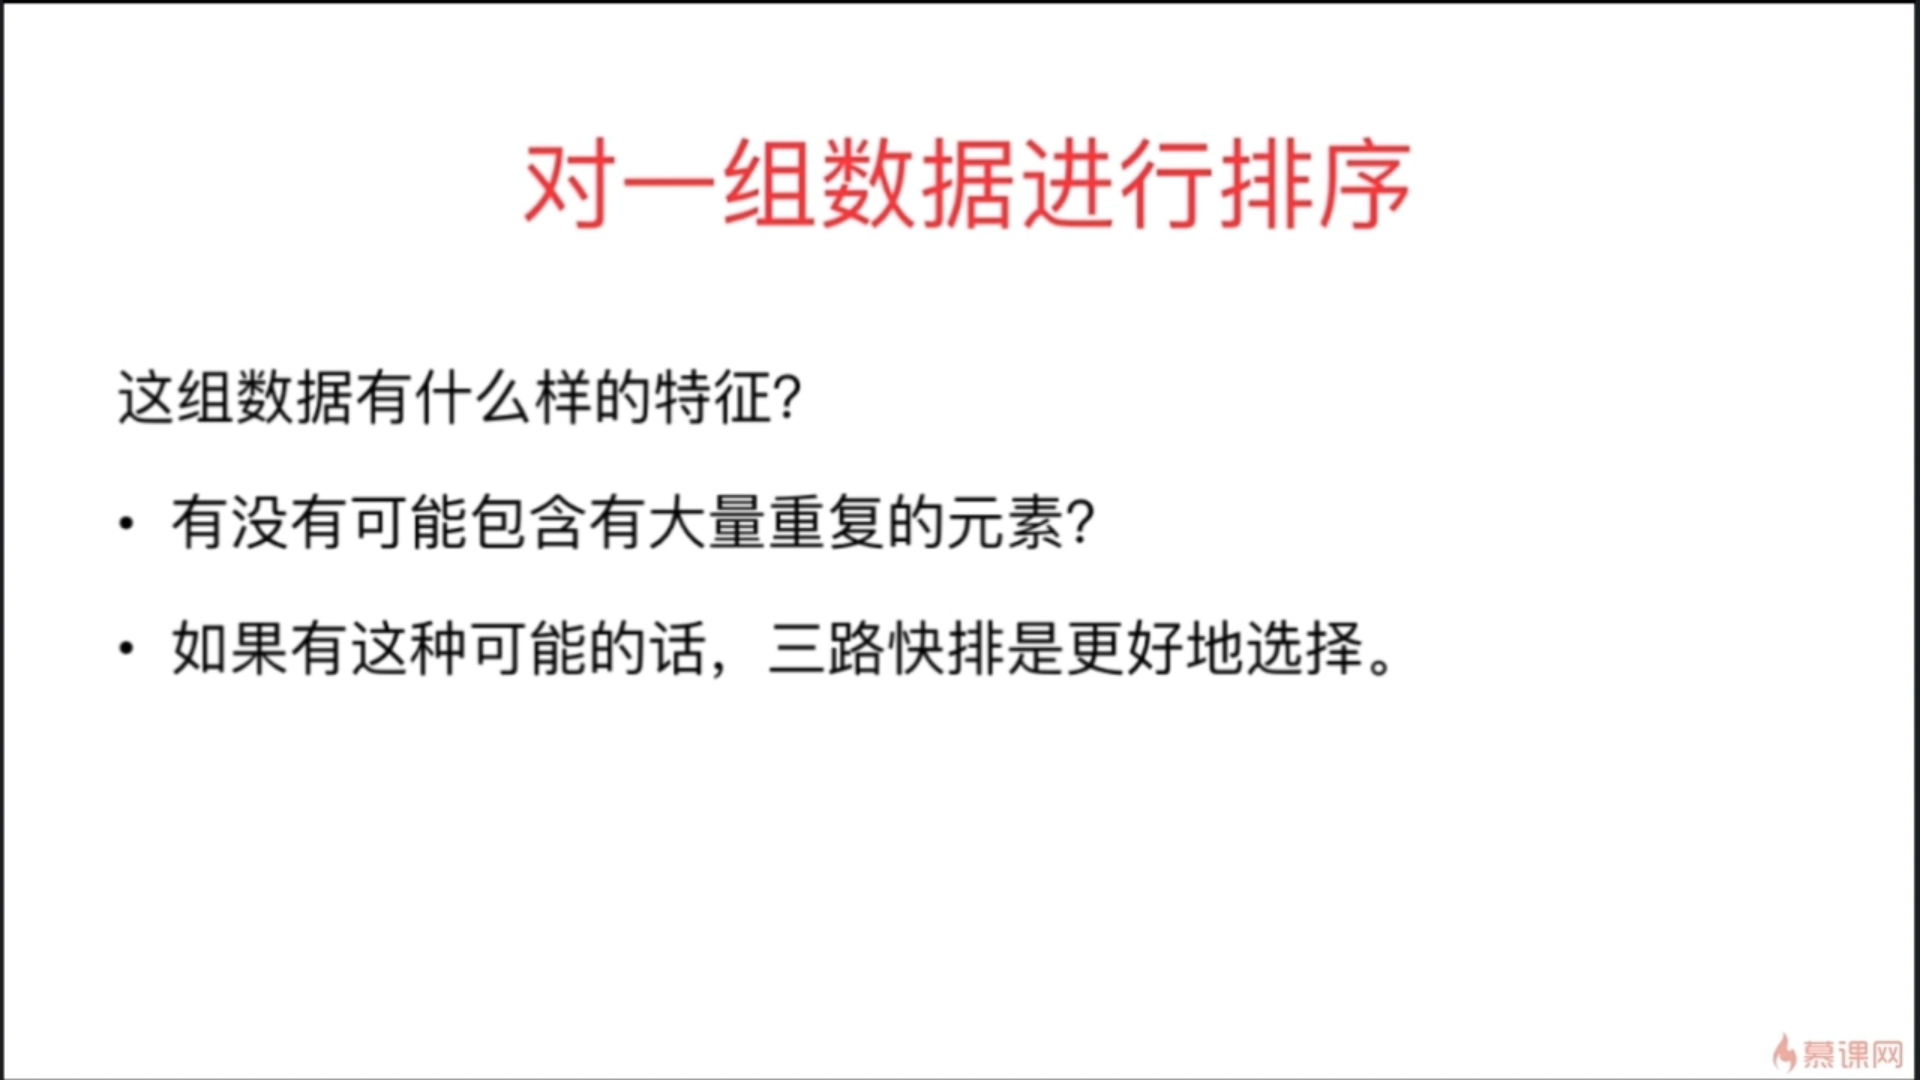 对一组数据进行排序
这组数据有什么样的特征?
• 有没有可能包含有大量重复的元素?
• 如果有这种可能的话，三路快排是更好地选择。
慕课网